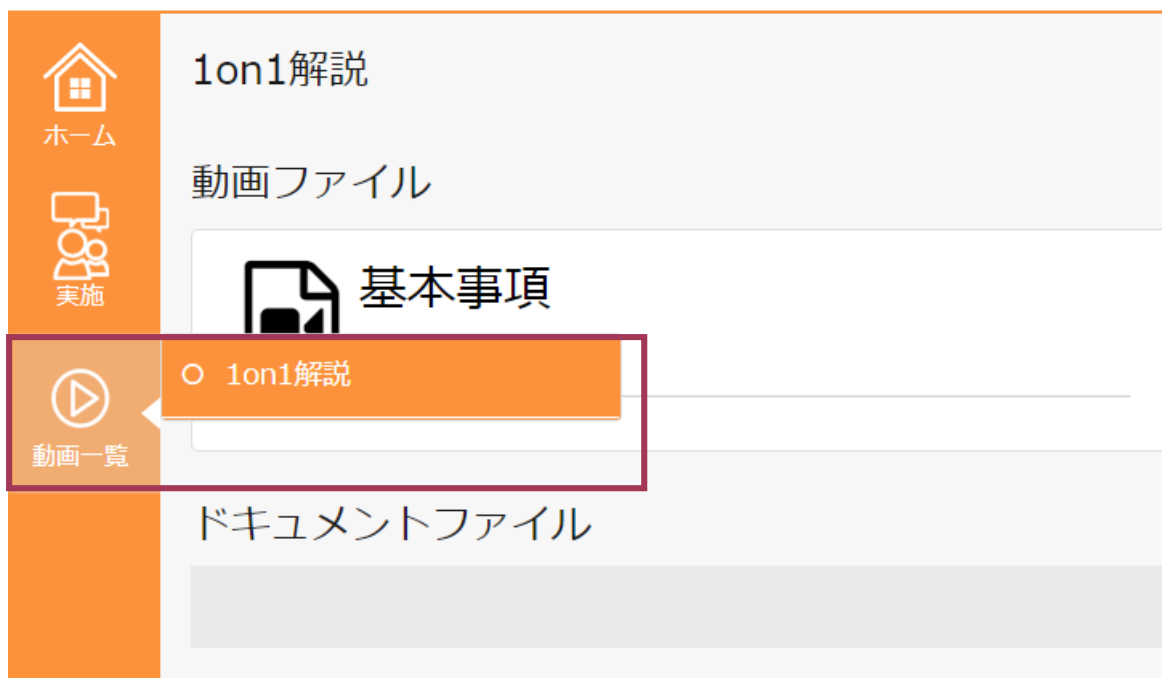 ホーム
実施
動画一覧
1on1解説
1on1解説
動画ファイル
基本事項
ドキュメントファイル